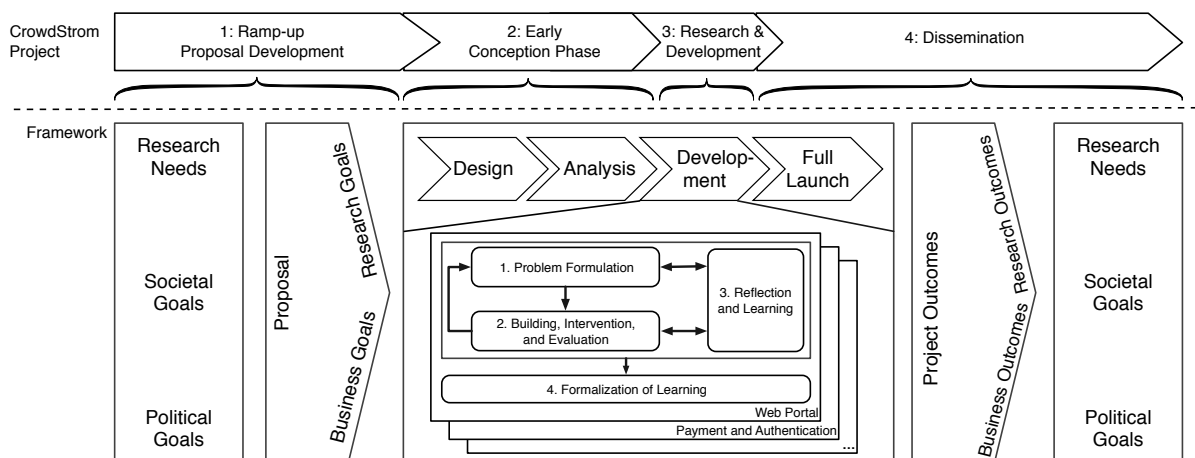 CrowdStrom
Project
1: Ramp-up
Proposal Development
2: Early
Conception Phase
3: Research &
Development
4: Dissemination
Framework
Research
Needs
Societal
Goals
Political
Goals
Proposal
Research Goals
Business Goals
Design
Analysis
Develop-
ment
Full
Launch
1. Problem Formulation
2. Building, Intervention,
and Evaluation
3. Reflection
and Learning
4. Formalization of Learning
Web Portal
Payment and Authentication
...
Project Outcomes
Research Outcomes
Business Outcomes
Research
Needs
Societal
Goals
Political
Goals